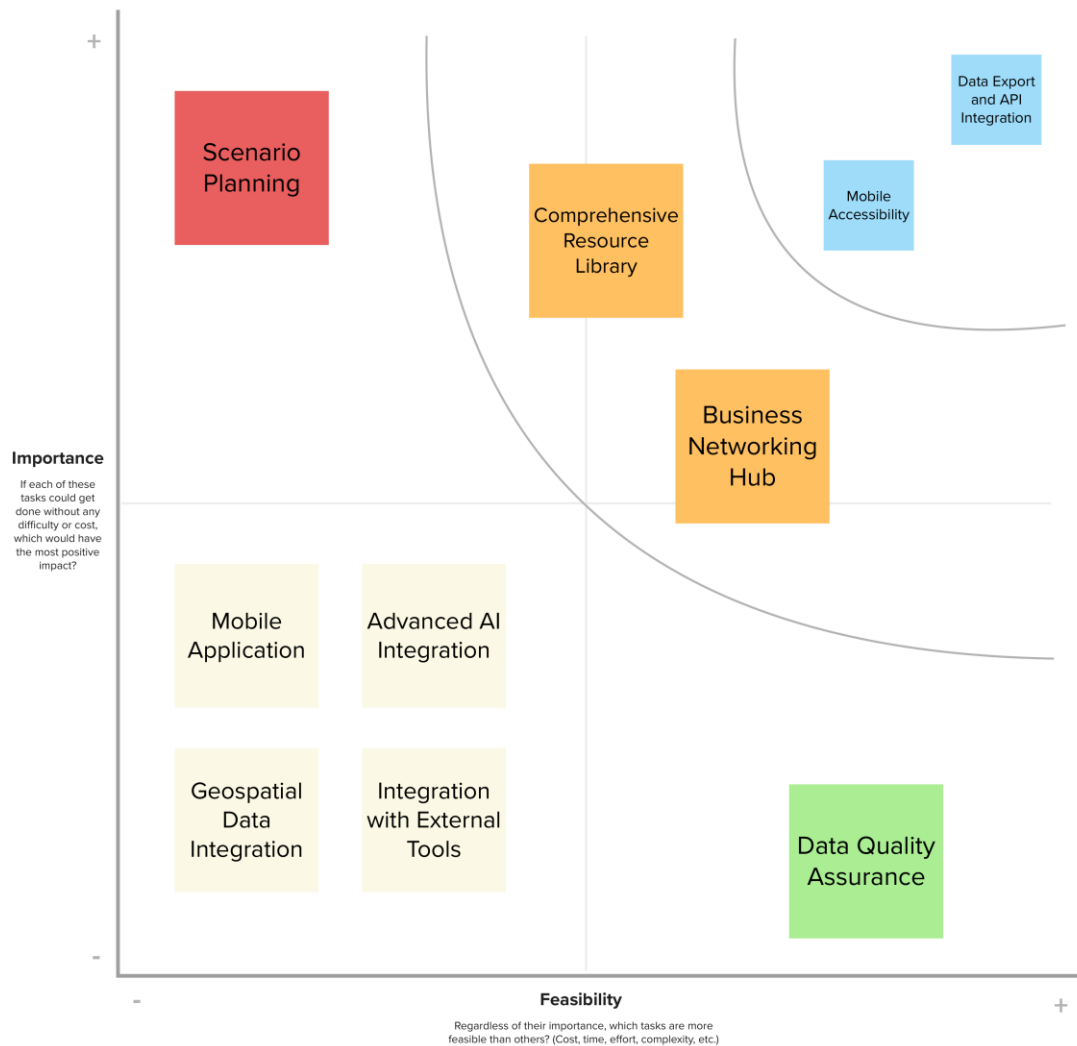 +
Data Export
and API
Integration
Scenario
Planning
Mobile
Accessibility
Comprehensive
Resource
Library
Business
Networking
Hub
Importance
If each of these
tasks could get
done without any
difficulty or cost,
which would have
the most positive
impact?
Mobile
Application
Advanced AI
Integration
Geospatial
Data
Integration
Integration
with External
Tools
Data Quality
Assurance
-
-
Feasibility
+
Regardless of their importance, which tasks are more
feasible than others? (Cost, time, effort, complexity, etc.)